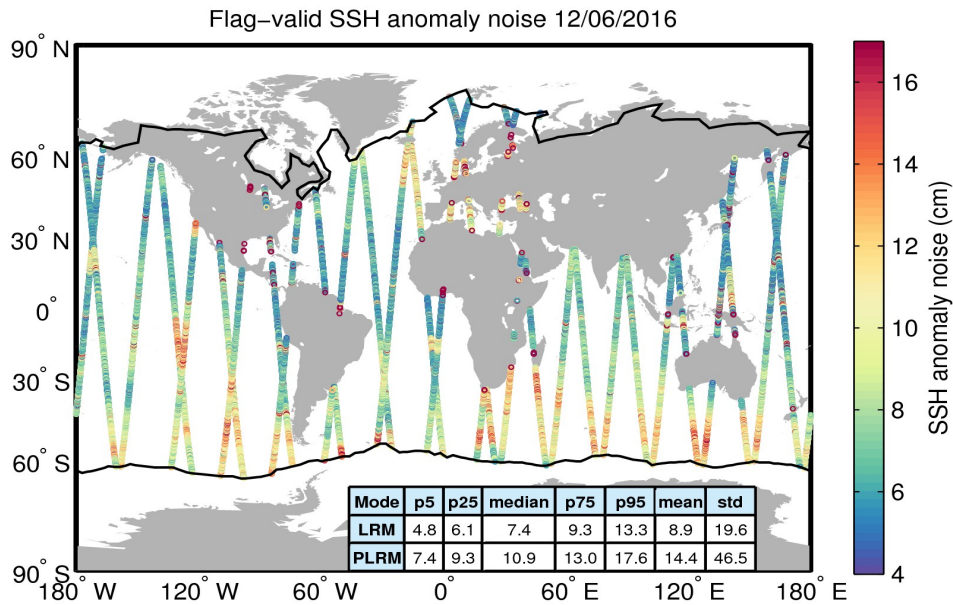 Flag−valid SSH anomaly noise 12/06/2016
90° N
60° N
30° N
0°
30° S
60° S
90° S
180° W
120° W
60° W
0°
60° E
120° E
180° E
16
14
12
10
8
6
4
SSH anomaly noise (cm)
Mode p5 p25 median p75 p95 mean std
LRM 4.8 6.1 7.4 9.3 13.3 8.9 19.6
PLRM 7.4 9.3 10.9 13.0 17.6 14.4 46.5